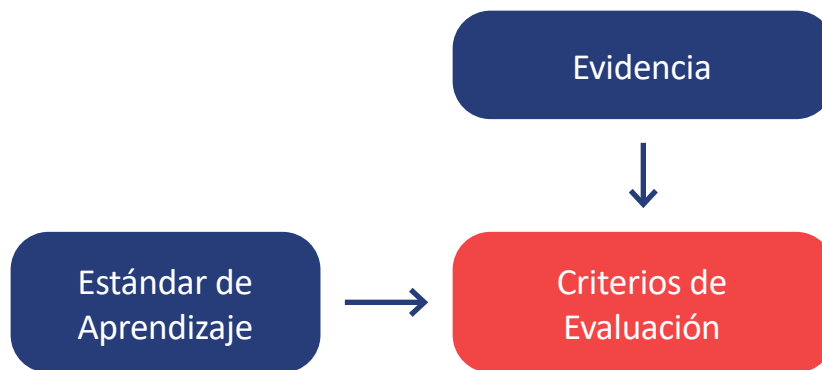 Evidencia
Estándar de
Aprendizaje
Criterios de
Evaluación